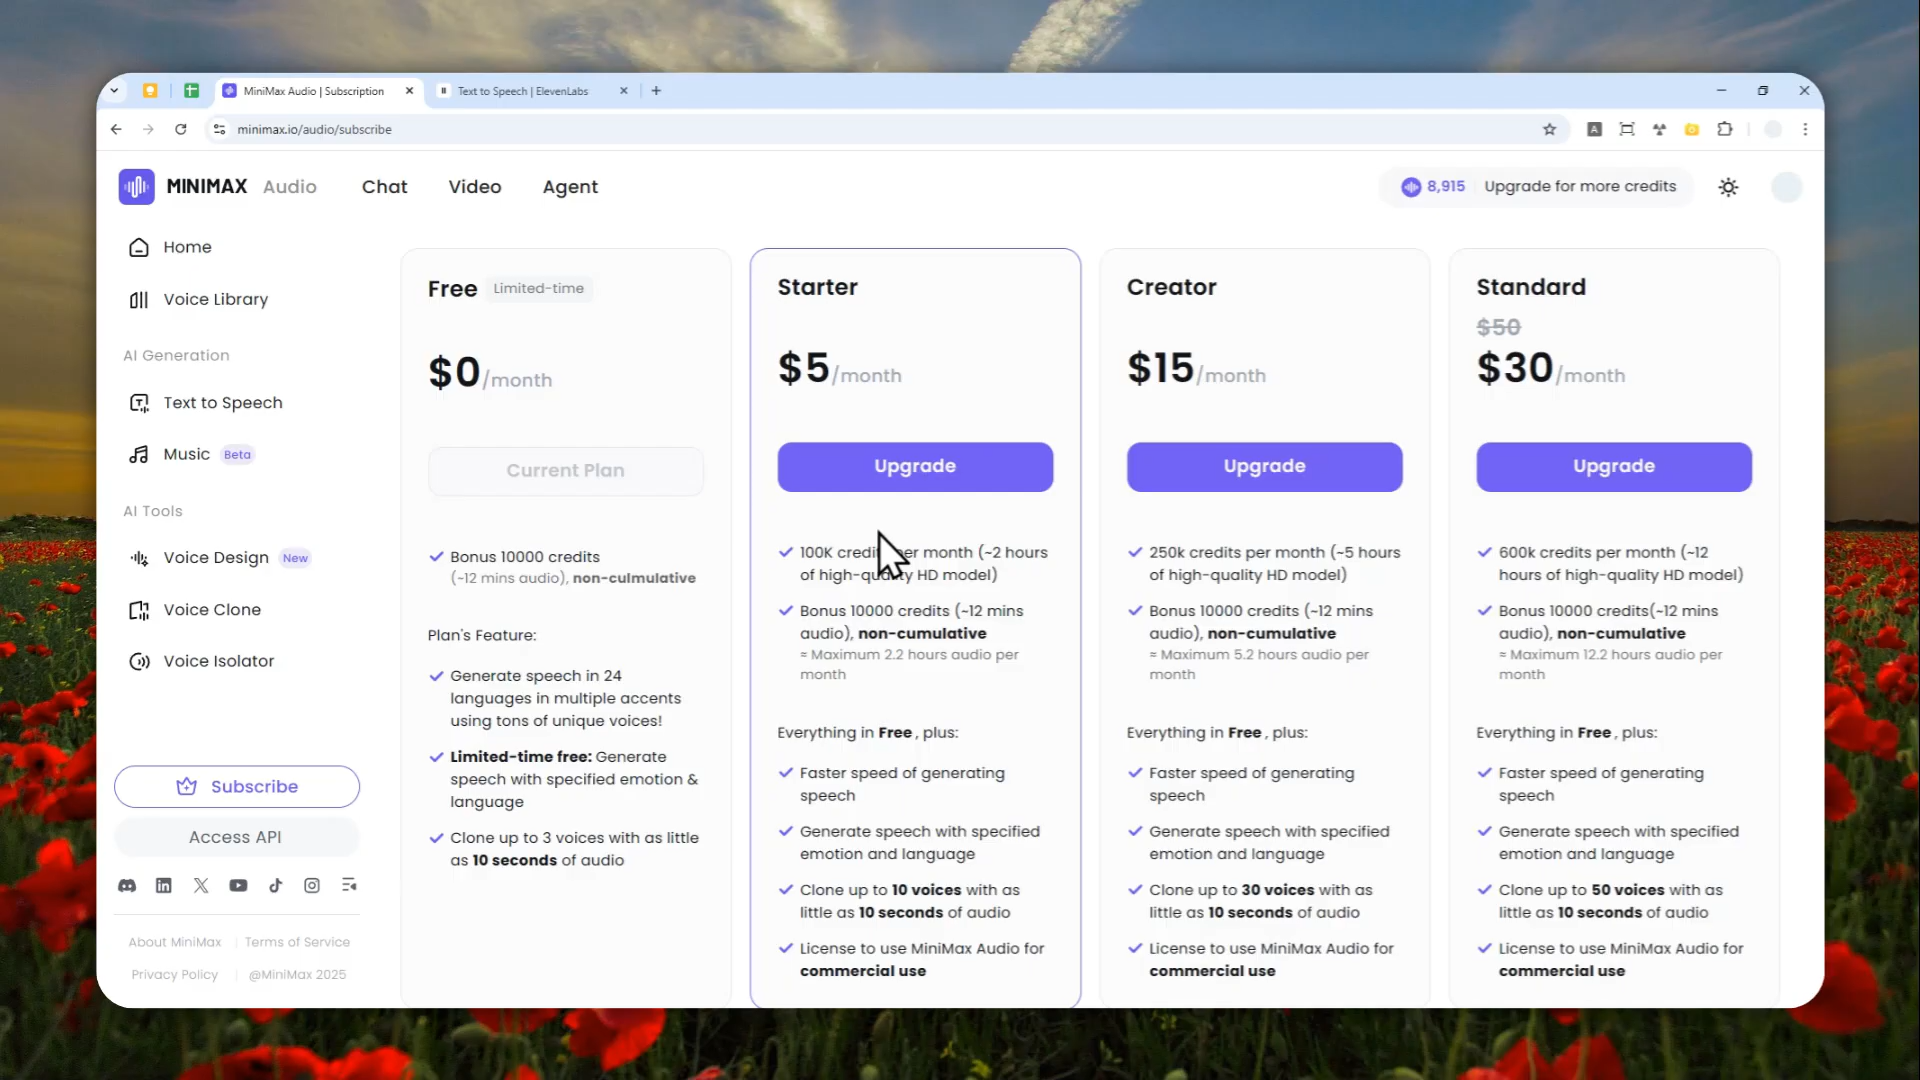 MiniMax Audio | Subscription
Text to Speech | ElevenLabs
minimax.io/audio/subscribe
A
MINIMAX Audio
Chat
Video
Agent
8,915
Upgrade for more credits
Home
Voice Library
AI Generation
Text to Speech
Music Beta
AI Tools
Voice Design New
Voice Clone
Voice Isolator
Subscribe
Access API
About MiniMax
Terms of Service
Privacy Policy
@MiniMax 2025
Free Limited-time
$0/month
Current Plan
Bonus 10000 credits
(~12 mins audio), non-culmulative
Plan's Feature:
Generate speech in 24
languages in multiple accents
using tons of unique voices!
Limited-time free: Generate
speech with specified emotion &
language
Clone up to 3 voices with as little
as 10 seconds of audio
Starter
$5/month
Upgrade
100K credits per month (~2 hours
of high-quality HD model)
Bonus 10000 credits (~12 mins
audio), non-cumulative
≈ Maximum 2.2 hours audio per
month
Everything in Free , plus:
Faster speed of generating
speech
Generate speech with specified
emotion and language
Clone up to 10 voices with as
little as 10 seconds of audio
License to use MiniMax Audio for
commercial use
Creator
$15/month
Upgrade
250k credits per month (~5 hours
of high-quality HD model)
Bonus 10000 credits (~12 mins
audio), non-cumulative
≈ Maximum 5.2 hours audio per
month
Everything in Free , plus:
Faster speed of generating
speech
Generate speech with specified
emotion and language
Clone up to 30 voices with as
little as 10 seconds of audio
License to use MiniMax Audio for
commercial use
Standard
$50
$30/month
Upgrade
600k credits per month (~12
hours of high-quality HD model)
Bonus 10000 credits(~12 mins
audio), non-cumulative
≈ Maximum 12.2 hours audio per
month
Everything in Free , plus:
Faster speed of generating
speech
Generate speech with specified
emotion and language
Clone up to 50 voices with as
little as 10 seconds of audio
License to use MiniMax Audio for
commercial use